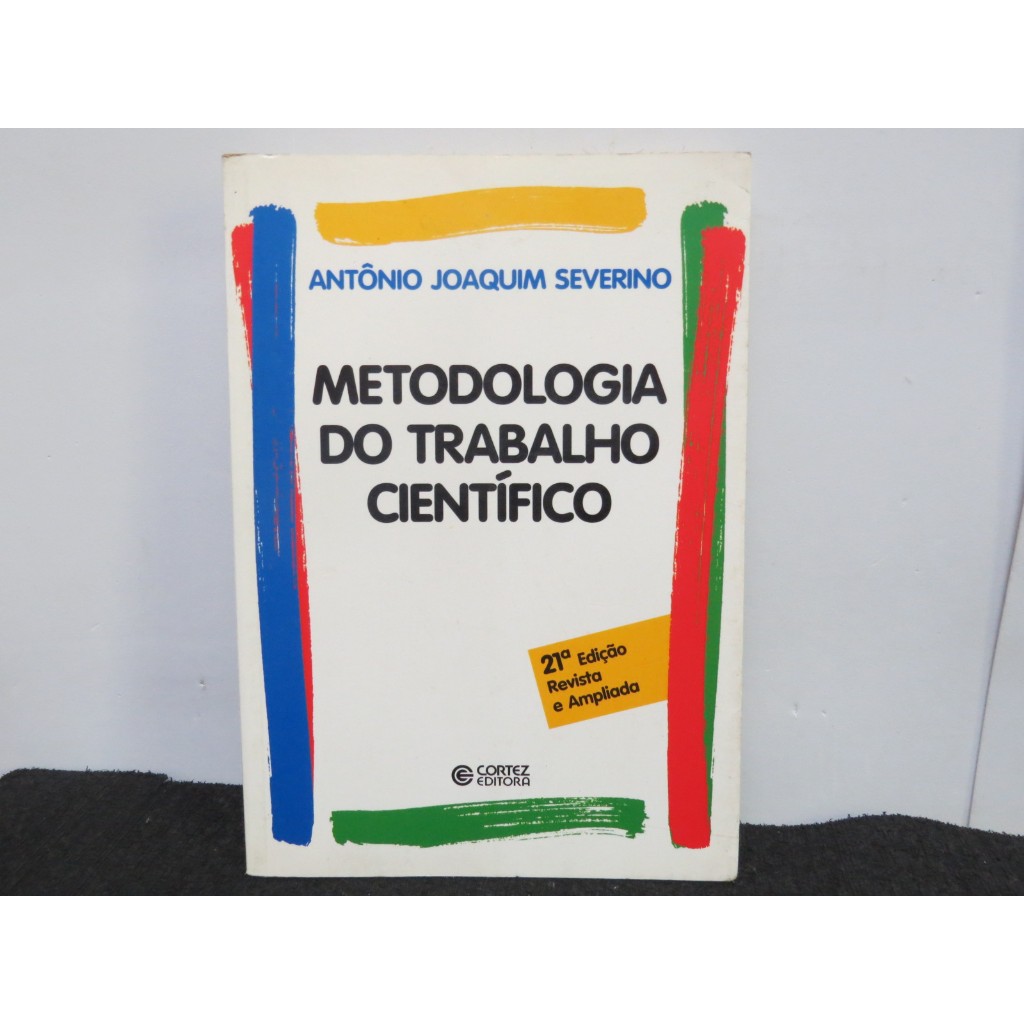 ANTÔNIO JOAQUIM SEVERINO
METODOLOGIA
DO TRABALHO
CIENTÍFICO
21ª Edição
Revista
e Ampliada
CORTEZ
EDITORA